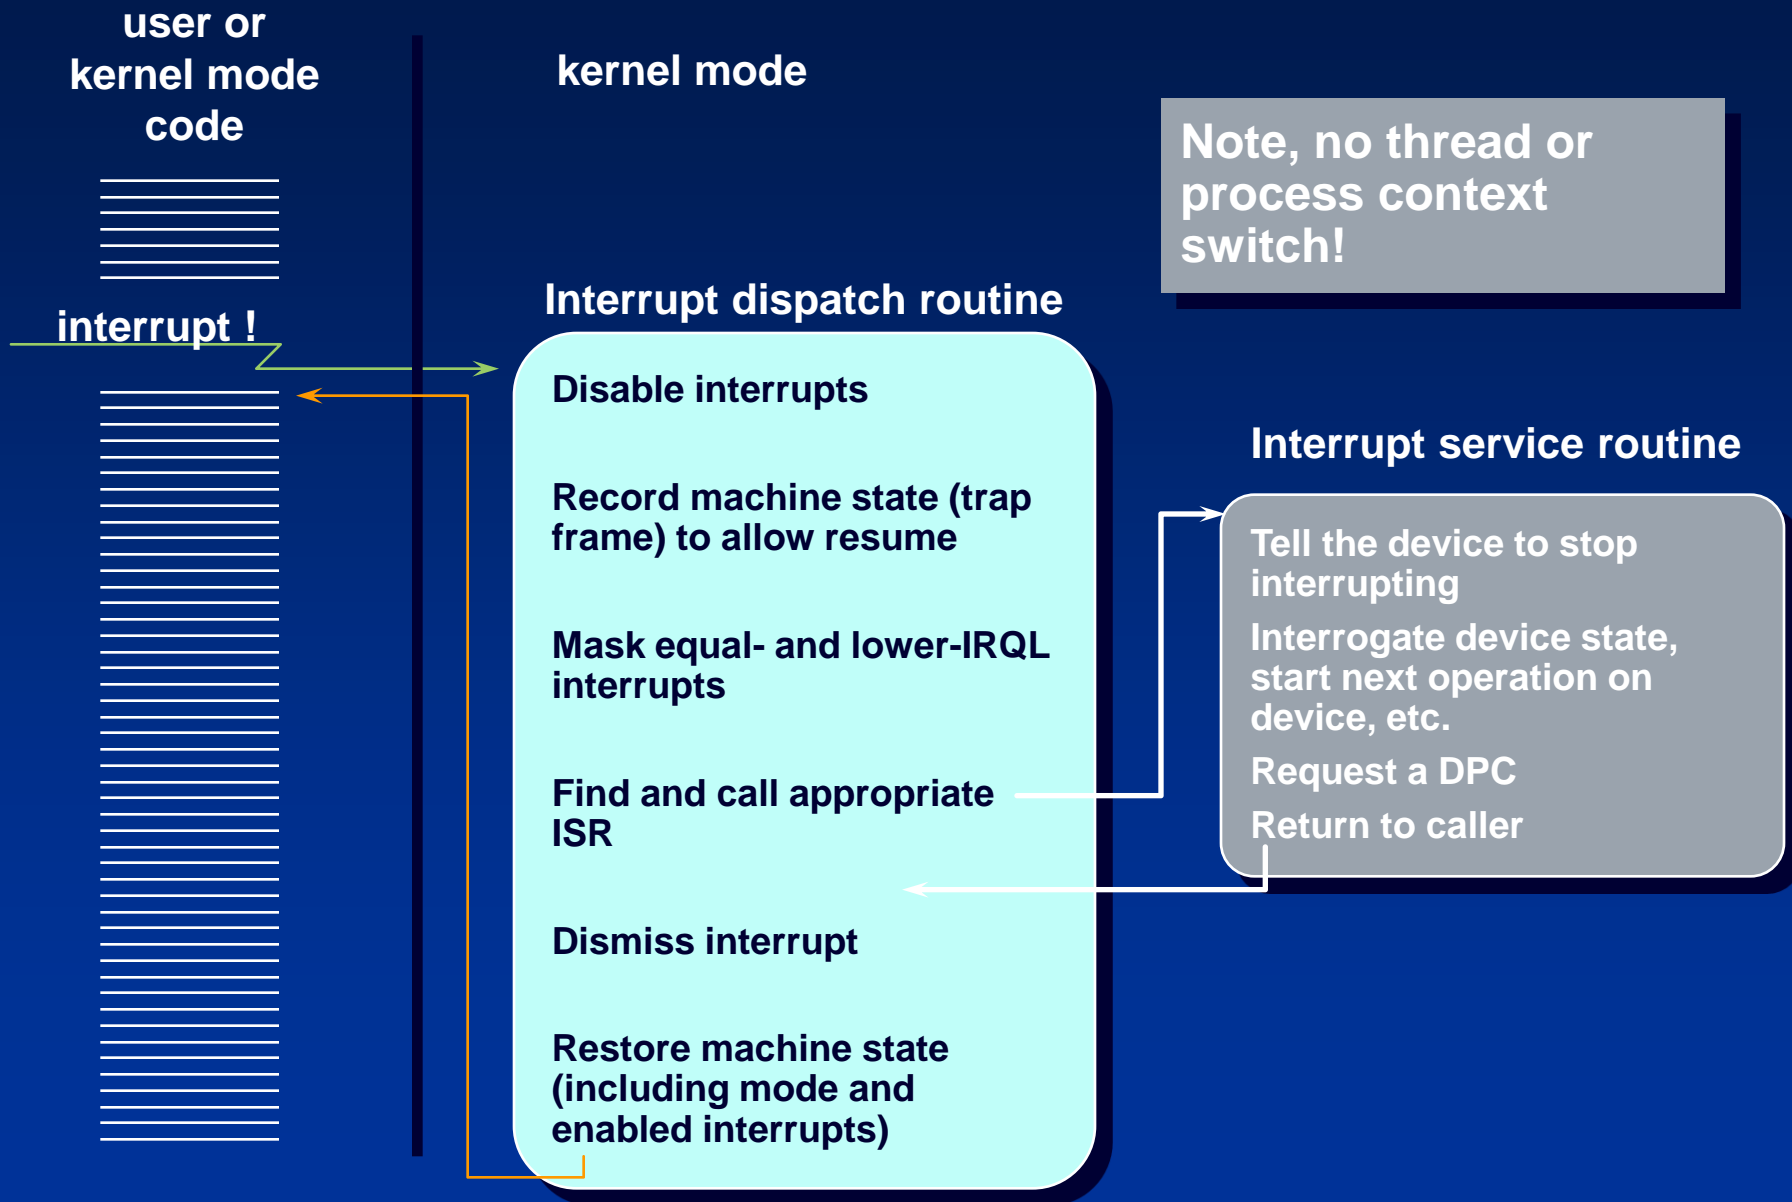 user or
kernel mode
code
kernel mode
Note, no thread or
process context
switch!
interrupt !
Interrupt dispatch routine
Disable interrupts
Record machine state (trap
frame) to allow resume
Mask equal- and lower-IRQL
interrupts
Find and call appropriate
ISR
Dismiss interrupt
Restore machine state
(including mode and
enabled interrupts)
Interrupt service routine
Tell the device to stop
interrupting
Interrogate device state,
start next operation on
device, etc.
Request a DPC
Return to caller